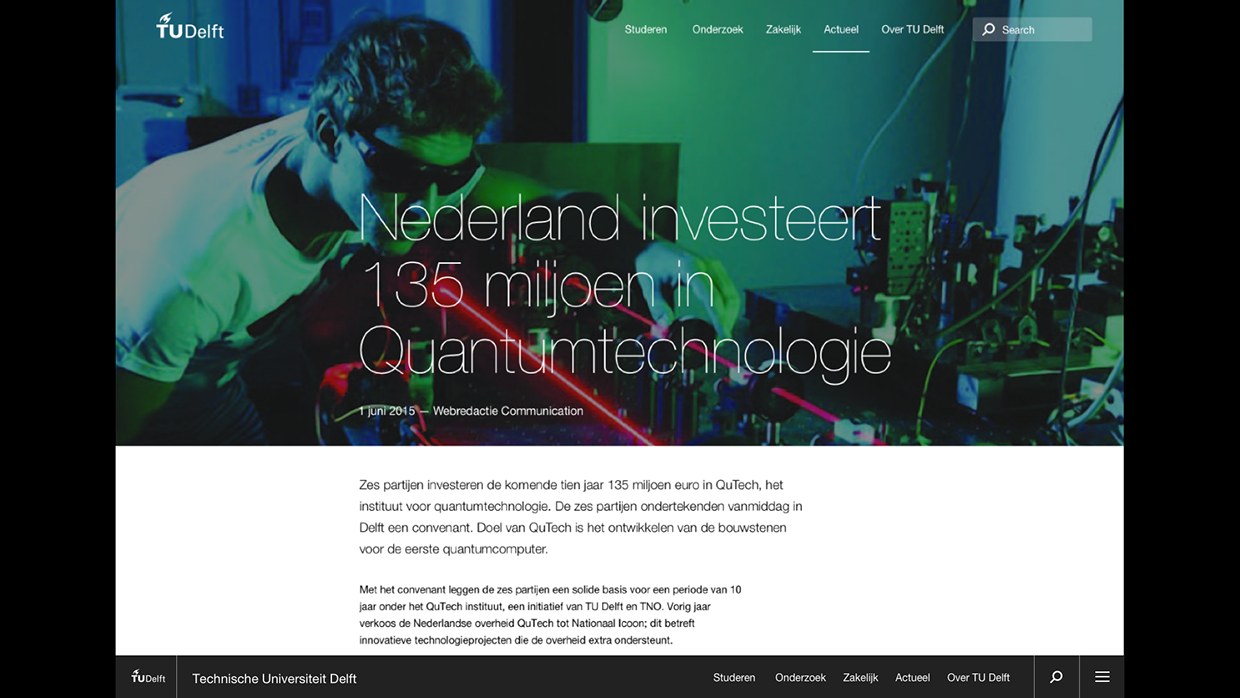 TU Delft
Studeren Onderzoek Zakelijk Actueel Over TU Delft Search
Nederland investeert
135 miljoen in
Quantumtechnologie
1 juni 2015 — Webredactie Communication
Zes partijen investeren de komende tien jaar 135 miljoen euro in QuTech, het
instituut voor quantumtechnologie. De zes partijen ondertekenden vanmiddag in
Delft een convenant. Doel van QuTech is het ontwikkelen van de bouwstenen
voor de eerste quantumcomputer.
Met het convenant leggen de zes partijen een solide basis voor een periode van 10
jaar onder het QuTech instituut, een initiatief van TU Delft en TNO. Vorig jaar
verkoos de Nederlandse overheid QuTech tot Nationaal Icoon; dit betreft
innovatieve technologieprojecten die de overheid extra ondersteunt.
TU Delft Technische Universiteit Delft Studeren Onderzoek Zakelijk Actueel Over TU Delft